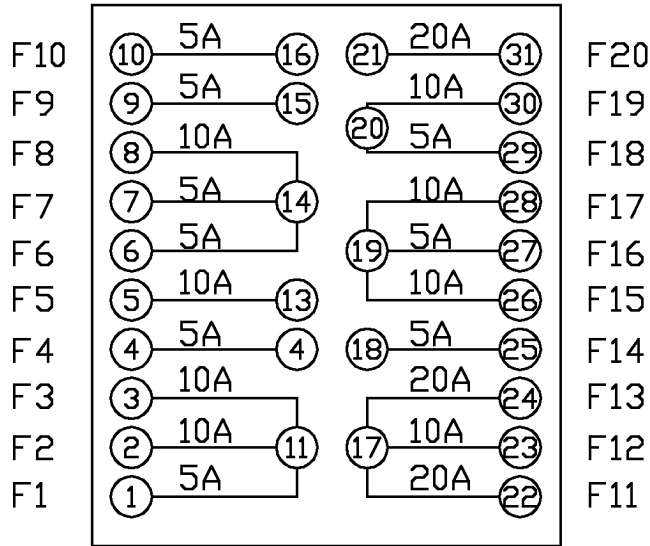 F10 10 5A 16 21 20A 31 F20
F9 9 5A 15 10A 30 F19
F8 8 10A 20 5A 29 F18
F7 7 5A 14 10A 28 F17
F6 6 5A 19 5A 27 F16
F5 5 10A 13 10A 26 F15
F4 4 5A 4 18 5A 25 F14
F3 3 10A 20A 24 F13
F2 2 10A 11 17 10A 23 F12
F1 1 5A 20A 22 F11